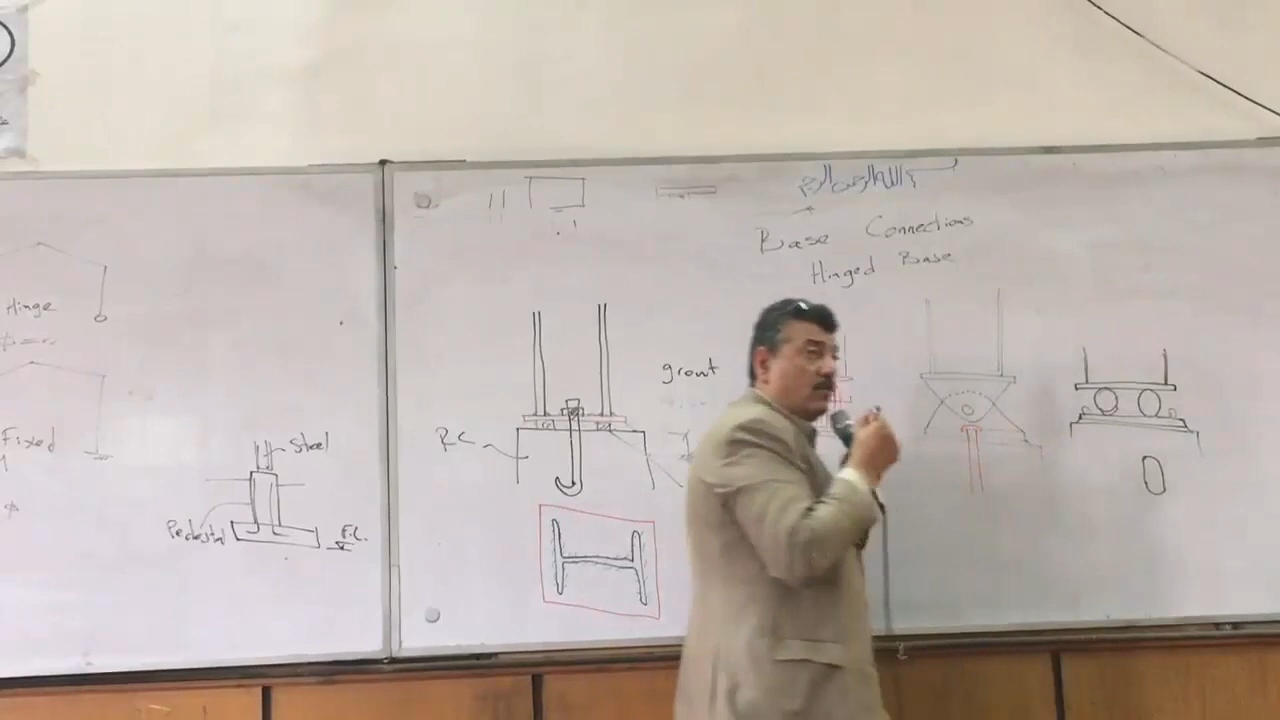 بسم الله الرحمن الرحيم
Base Connections
Hinged Base
Hinge
Fixed
Steel
Pedestal
F.L.
RC
grout